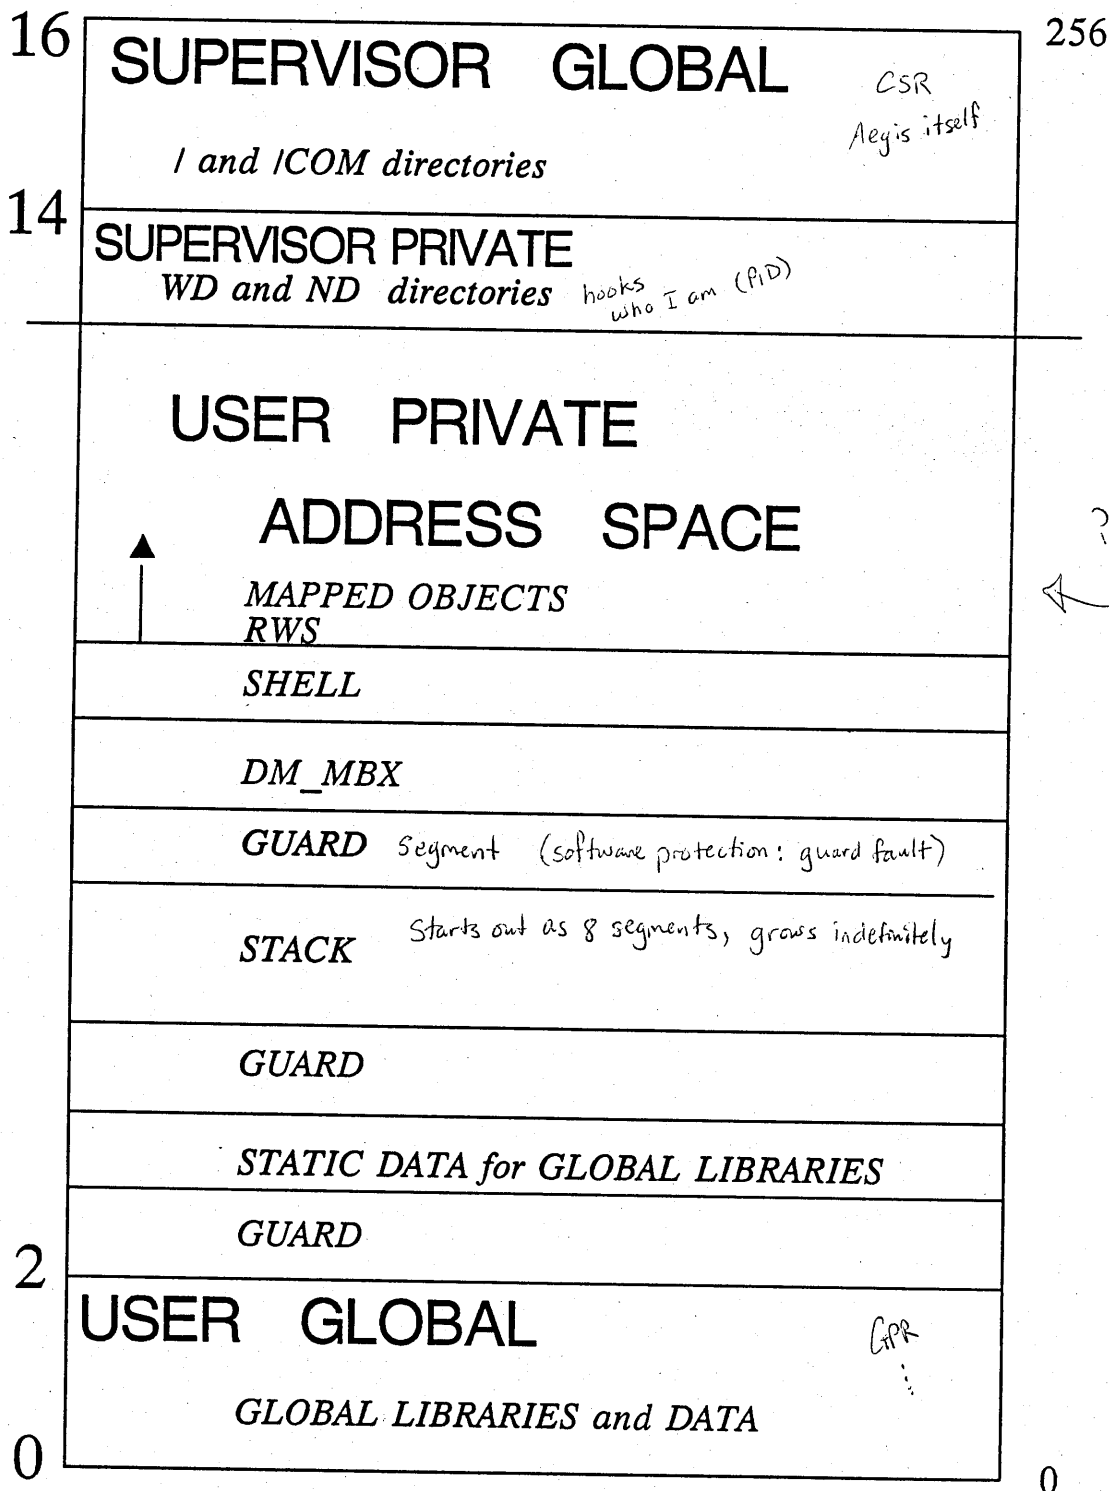 16
256
SUPERVISOR GLOBAL
CSR
Aegis itself
/ and /COM directories
14
SUPERVISOR PRIVATE
WD and ND directories hooks
who I am (PID)
USER PRIVATE
ADDRESS SPACE
?
MAPPED OBJECTS
RWS
SHELL
DM_MBX
GUARD Segment (software protection: guard fault)
STACK Starts out as 8 segments, grows indefinitely
GUARD
STATIC DATA for GLOBAL LIBRARIES
GUARD
2
USER GLOBAL
GPR
GLOBAL LIBRARIES and DATA
0
0